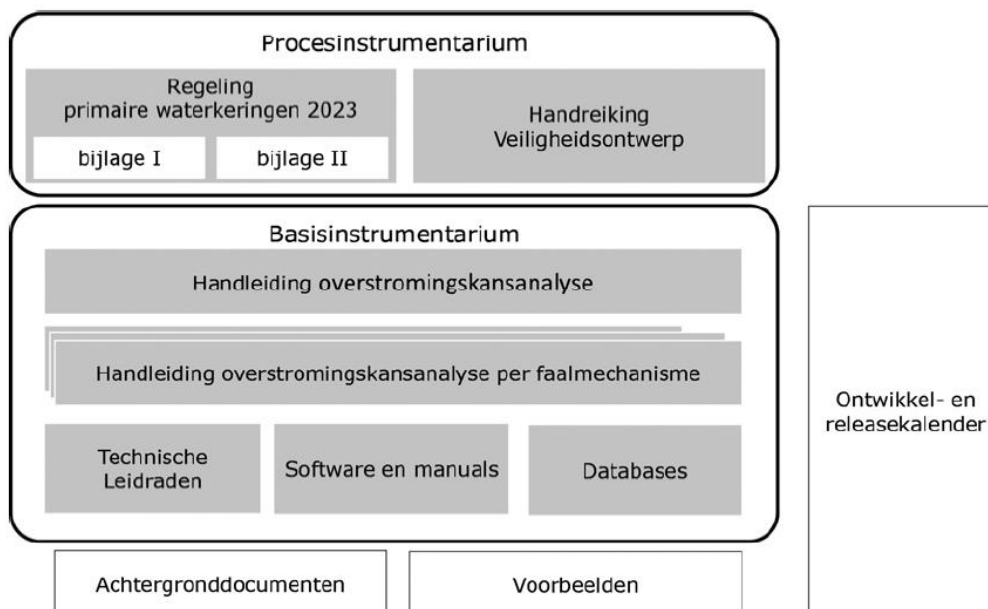 Procesinstrumentarium
Regeling
primaire waterkeringen 2023
bijlage I
bijlage II
Handreiking
Veiligheidsontwerp
Basisinstrumentarium
Handleiding overstromingskansanalyse
Handleiding overstromingskansanalyse per faalmechanisme
Technische
Leidraden
Software en manuals
Databases
Ontwikkel- en
releasekalender
Achtergronddocumenten
Voorbeelden